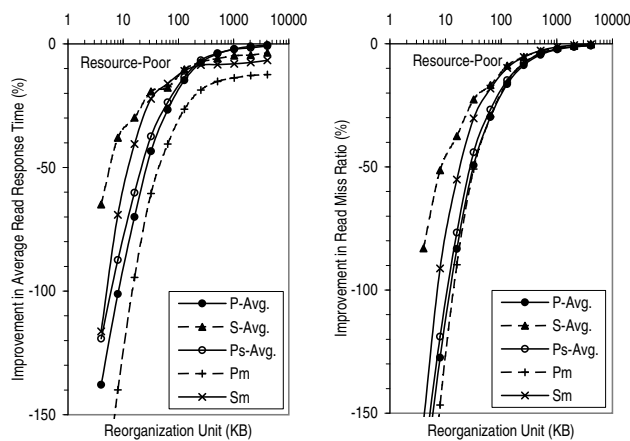 1 10 100 1000 10000
0
-50
-100
-150
Resource-Poor
P-Avg.
S-Avg.
Ps-Avg.
Pm
Sm
Improvement in Average Read Response Time (%)
Reorganization Unit (KB)
1 10 100 1000 10000
0
-50
-100
-150
Resource-Poor
P-Avg.
S-Avg.
Ps-Avg.
Pm
Sm
Improvement in Read Miss Ratio (%)
Reorganization Unit (KB)